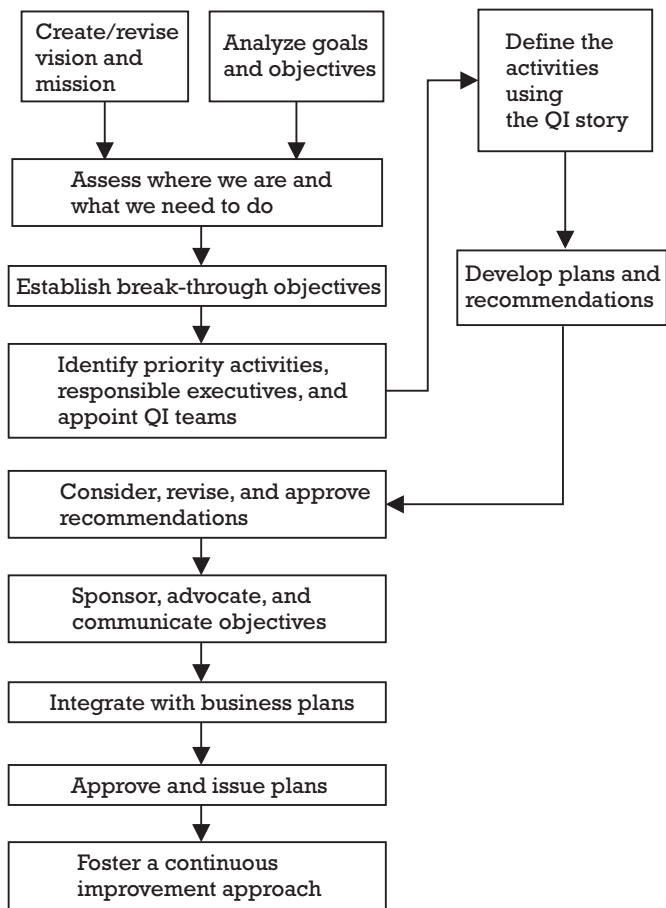 Create/revise
vision and
mission
Analyze goals
and objectives
Define the
activities
using
the QI story
Assess where we are and
what we need to do
Establish break-through objectives
Develop plans and
recommendations
Identify priority activities,
responsible executives, and
appoint QI teams
Consider, revise, and approve
recommendations
Sponsor, advocate, and
communicate objectives
Integrate with business plans
Approve and issue plans
Foster a continuous
improvement approach